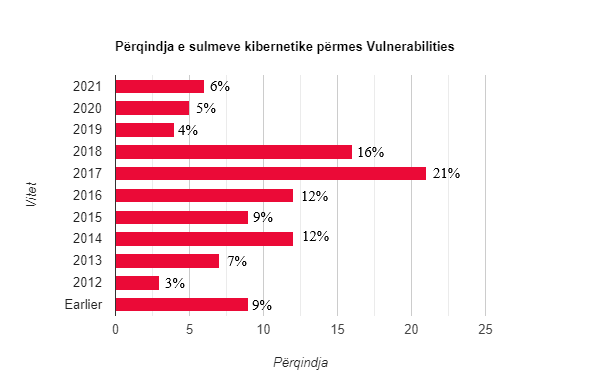 Përqindja e sulmeve kibernetike përmes Vulnerabilities
Vitet
2021 6%
2020 5%
2019 4%
2018 16%
2017 21%
2016 12%
2015 9%
2014 12%
2013 7%
2012 3%
Earlier 9%
0 5 10 15 20 25
Përqindja